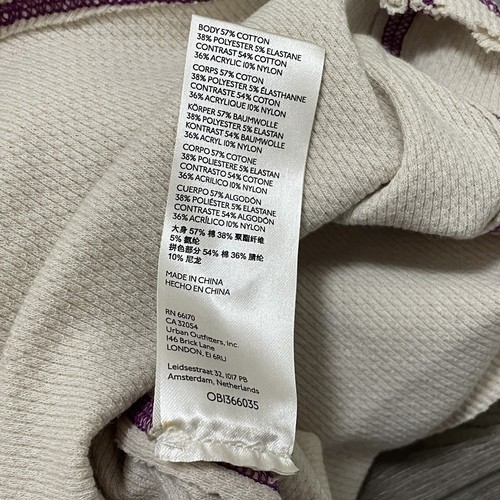 BODY 57% COTTON
38% POLYESTER 5% ELASTANE
CONTRAST 54% COTTON
36% ACRYLIC 10% NYLON
CORPS 57% COTON
38% POLYESTER 5% ÉLASTHANNE
CONTRASTE 54% COTON
36% ACRYLIQUE 10% NYLON
KÖRPER 57% BAUMWOLLE
38% POLYESTER 5% ELASTAN
KONTRAST 54% BAUMWOLLE
36% ACRYL 10% NYLON
CORPO 57% COTONE
38% POLIESTERE 5% ELASTAN
CONTRASTO 54% COTONE
36% ACRILICO 10% NYLON
CUERPO 57% ALGODÓN
38% POLIÉSTER 5% ELASTANE
CONTRASTE 54% ALGODÓN
36% ACRÍLICO 10% NYLON
大身 57% 棉 38% 聚酯纤维
5% 氨纶
拼色部分 54% 棉 36% 腈纶
10% 尼龙
MADE IN CHINA
HECHO EN CHINA
RN 66170
CA 32054
Urban Outfitters, Inc.
146 Brick Lane
LONDON, E1 6RU
Leidsestraat 32, 1017 PB
Amsterdam, Netherlands
OB1366035